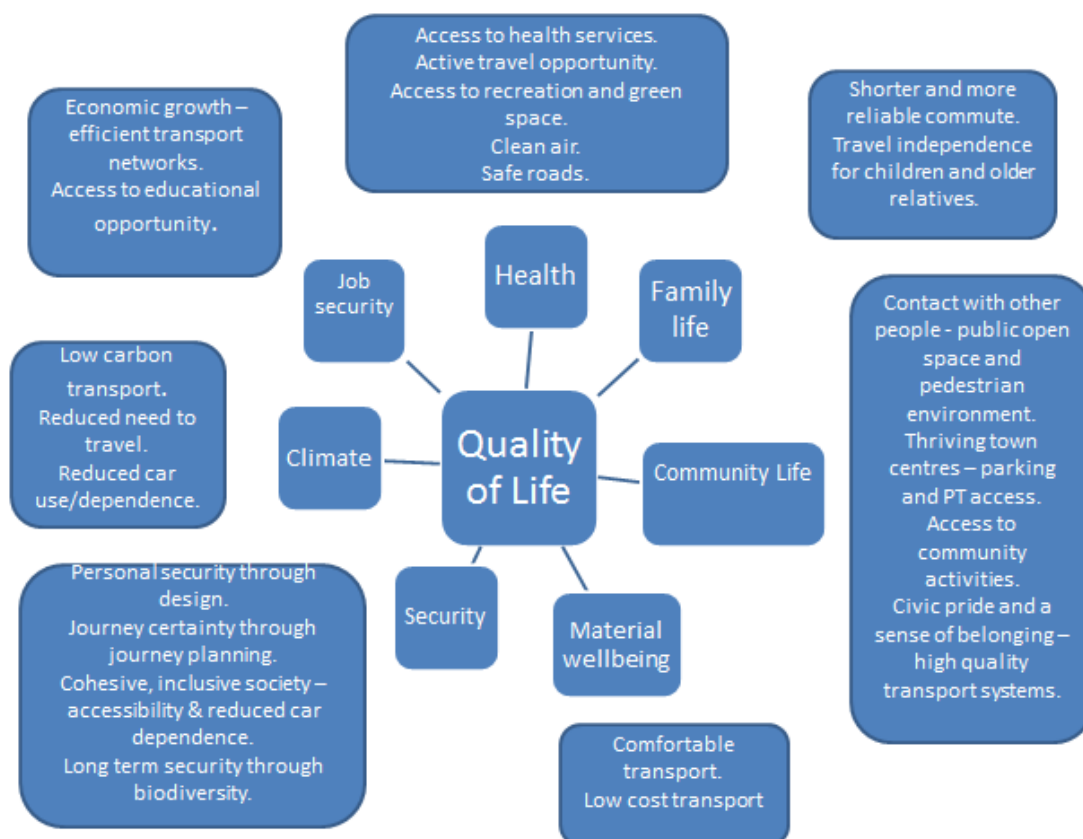 Access to health services.
Active travel opportunity.
Access to recreation and green
space.
Clean air.
Safe roads.
Economic growth –
efficient transport
networks.
Access to educational
opportunity.
Shorter and more
reliable commute.
Travel independence
for children and older
relatives.
Job
security
Health
Family
life
Contact with other
people - public open
space and
pedestrian
environment.
Thriving town
centres – parking
and PT access.
Access to
community
activities.
Civic pride and a
sense of belonging –
high quality
transport systems.
Low carbon
transport.
Reduced need to
travel.
Reduced car
use/dependence.
Climate
Quality
of Life
Community Life
Personal security through
design.
Journey certainty through
journey planning.
Cohesive, inclusive society –
accessibility & reduced car
dependence.
Long term security through
biodiversity.
Security
Material
wellbeing
Comfortable
transport.
Low cost transport